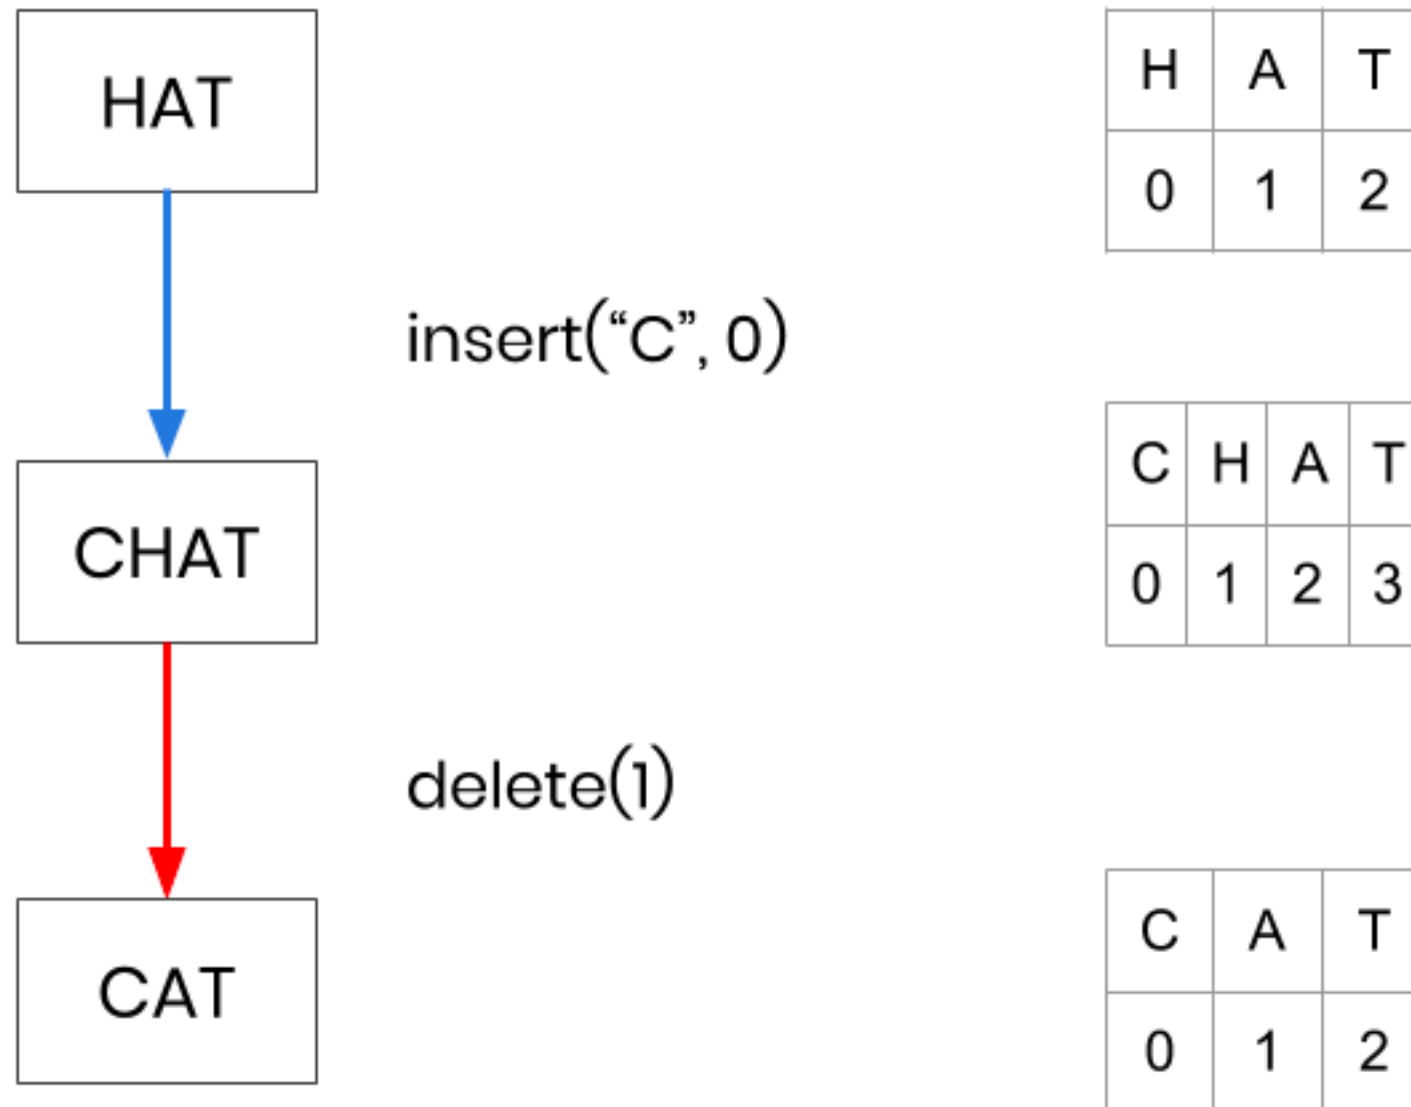 HAT
H A T
0 1 2
insert(“C”, 0)
CHAT
C H A T
0 1 2 3
delete(1)
CAT
C A T
0 1 2